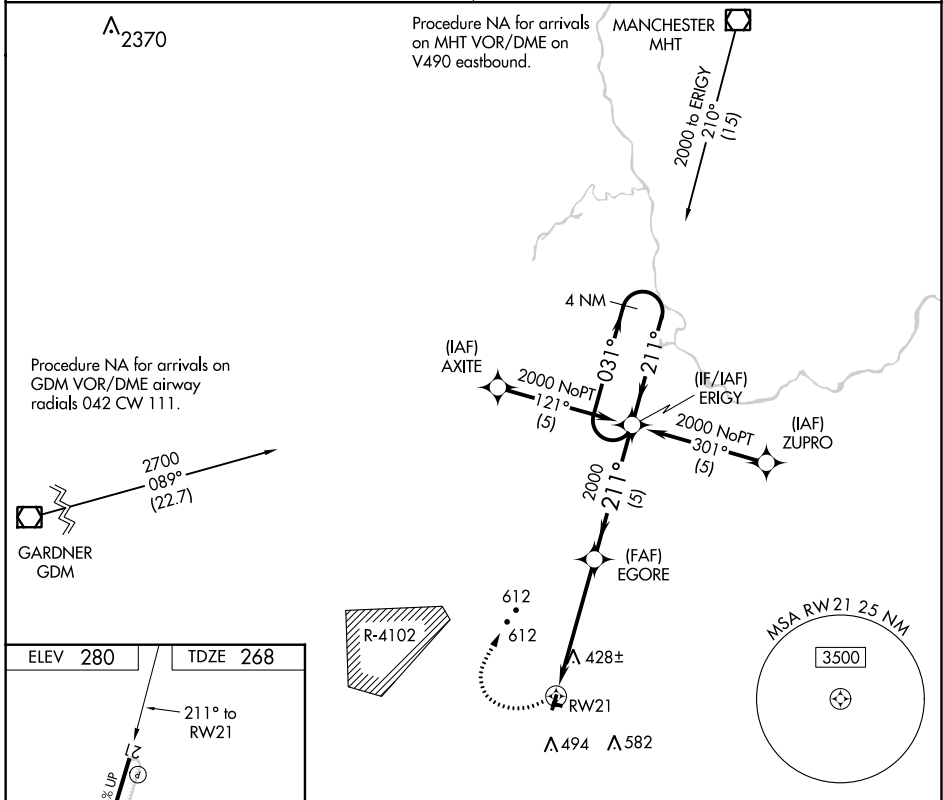 2370
Procedure NA for arrivals
on MHT VOR/DME on
V490 eastbound.
MANCHESTER
MHT
2000 to ERIGY
210°
(15)
4 NM
031°
211°
(IAF)
AXITE
2000 NoPT
121°
(5)
(IF/IAF)
ERIGY
2000 NoPT
301°
(5)
(IAF)
ZUPRO
Procedure NA for arrivals on
GDM VOR/DME airway
radials 042 CW 111.
2700
089°
(22.7)
GARDNER
GDM
2000
211°
(5)
(FAF)
EGORE
612
612
R-4102
428±
RW21
494
582
MSA RW21 25 NM
3500
ELEV 280
TDZE 268
211° to
RW21
21
P
% UP